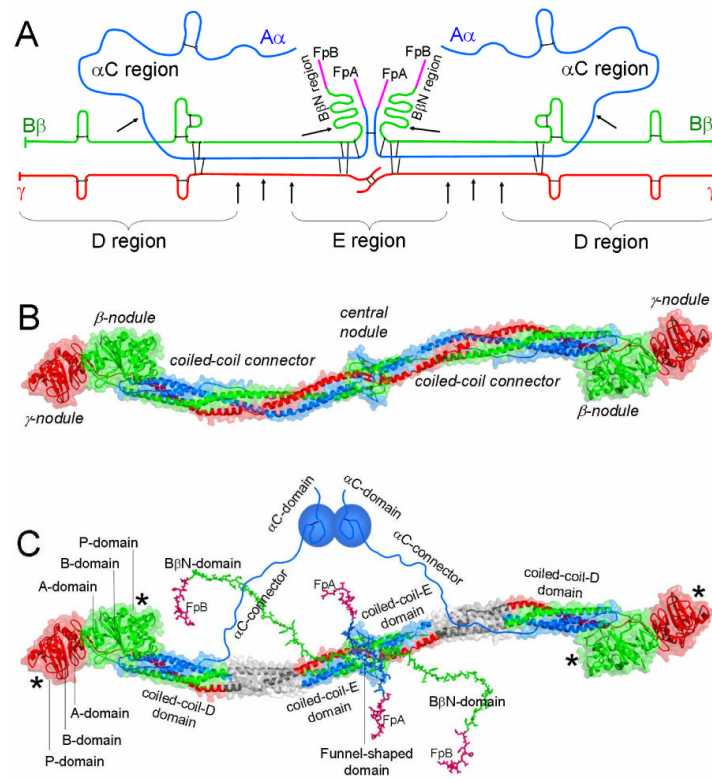 A
Aα
FpB
FpB
Aα
αC region
FpA
FpA
αC region
BβN region
BβN region
Bβ
Bβ
γ
γ
D region
E region
D region
B
β-nodule
central
nodule
γ-nodule
coiled-coil connector
coiled-coil connector
γ-nodule
β-nodule
C
αC-domain
αC-domain
P-domain
B-domain
A-domain
BβN-domain
FpB
αC-connector
αC-connector
FpA
coiled-coil-E
domain
coiled-coil-D
domain
*
*
*
*
coiled-coil-D
domain
coiled-coil-E
domain
FpA
BβN-domain
FpB
A-domain
B-domain
P-domain
Funnel-shaped
domain